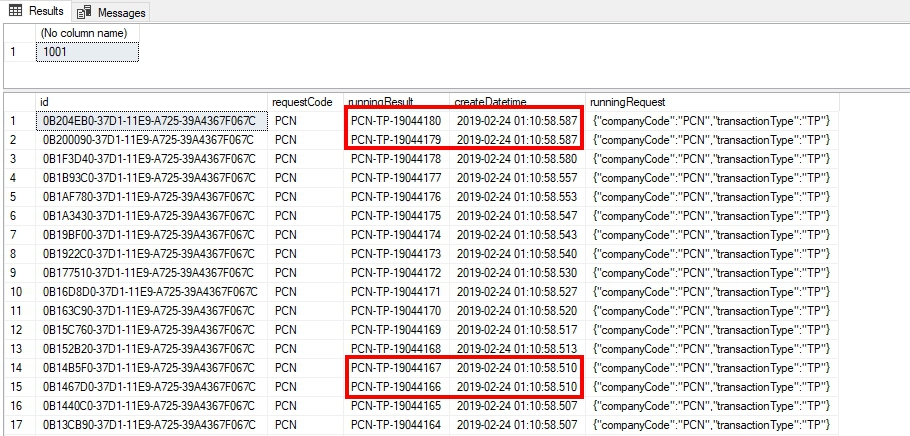 Results Messages
(No column name)
1 1001
id requestCode runningResult createDatetime runningRequest
1 0B204EB0-37D1-11E9-A725-39A4367F067C PCN PCN-TP-19044180 2019-02-24 01:10:58.587 {"companyCode":"PCN","transactionType":"TP"}
2 0B200090-37D1-11E9-A725-39A4367F067C PCN PCN-TP-19044179 2019-02-24 01:10:58.587 {"companyCode":"PCN","transactionType":"TP"}
3 0B1F3D40-37D1-11E9-A725-39A4367F067C PCN PCN-TP-19044178 2019-02-24 01:10:58.580 {"companyCode":"PCN","transactionType":"TP"}
4 0B1B93C0-37D1-11E9-A725-39A4367F067C PCN PCN-TP-19044177 2019-02-24 01:10:58.557 {"companyCode":"PCN","transactionType":"TP"}
5 0B1AF780-37D1-11E9-A725-39A4367F067C PCN PCN-TP-19044176 2019-02-24 01:10:58.553 {"companyCode":"PCN","transactionType":"TP"}
6 0B1A3430-37D1-11E9-A725-39A4367F067C PCN PCN-TP-19044175 2019-02-24 01:10:58.547 {"companyCode":"PCN","transactionType":"TP"}
7 0B19BF00-37D1-11E9-A725-39A4367F067C PCN PCN-TP-19044174 2019-02-24 01:10:58.543 {"companyCode":"PCN","transactionType":"TP"}
8 0B1922C0-37D1-11E9-A725-39A4367F067C PCN PCN-TP-19044173 2019-02-24 01:10:58.540 {"companyCode":"PCN","transactionType":"TP"}
9 0B177510-37D1-11E9-A725-39A4367F067C PCN PCN-TP-19044172 2019-02-24 01:10:58.530 {"companyCode":"PCN","transactionType":"TP"}
10 0B16D8D0-37D1-11E9-A725-39A4367F067C PCN PCN-TP-19044171 2019-02-24 01:10:58.527 {"companyCode":"PCN","transactionType":"TP"}
11 0B163C90-37D1-11E9-A725-39A4367F067C PCN PCN-TP-19044170 2019-02-24 01:10:58.520 {"companyCode":"PCN","transactionType":"TP"}
12 0B15C760-37D1-11E9-A725-39A4367F067C PCN PCN-TP-19044169 2019-02-24 01:10:58.517 {"companyCode":"PCN","transactionType":"TP"}
13 0B152B20-37D1-11E9-A725-39A4367F067C PCN PCN-TP-19044168 2019-02-24 01:10:58.513 {"companyCode":"PCN","transactionType":"TP"}
14 0B14B5F0-37D1-11E9-A725-39A4367F067C PCN PCN-TP-19044167 2019-02-24 01:10:58.510 {"companyCode":"PCN","transactionType":"TP"}
15 0B1467D0-37D1-11E9-A725-39A4367F067C PCN PCN-TP-19044166 2019-02-24 01:10:58.510 {"companyCode":"PCN","transactionType":"TP"}
16 0B1440C0-37D1-11E9-A725-39A4367F067C PCN PCN-TP-19044165 2019-02-24 01:10:58.507 {"companyCode":"PCN","transactionType":"TP"}
17 0B13CB90-37D1-11E9-A725-39A4367F067C PCN PCN-TP-19044164 2019-02-24 01:10:58.507 {"companyCode":"PCN","transactionType":"TP"}